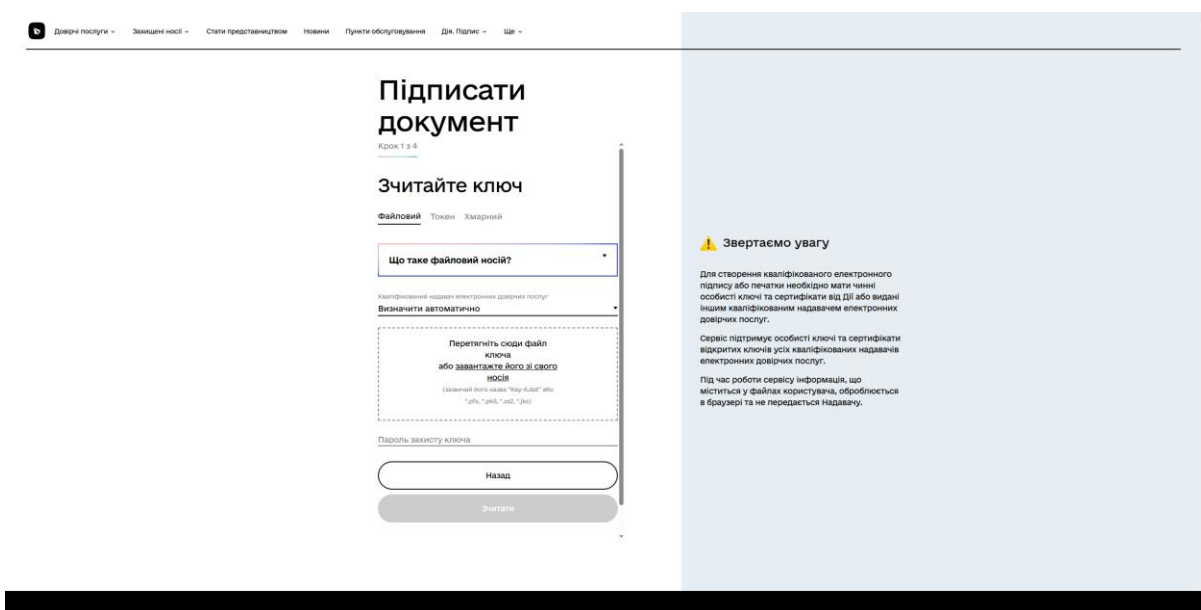 Довірчі послуги
Захищені носії
Стати представництвом
Новини
Пункти обслуговування
Дія. Підпис
Ще
Підписати
документ
Крок 1 з 4
Зчитайте ключ
Файловий Токен Хмарний
Що таке файловий носій?
Кваліфікований надавач електронних довірчих послуг
Визначити автоматично
Перетягніть сюди файл
ключа
або завантажте його зі свого
носія
(зазвичай його назва "Key-6.dat" або
*.pfx, *.pk8, *.zs2, *.jks)
Пароль захисту ключа
Назад
Зчитати
Звертаємо увагу
Для створення кваліфікованого електронного
підпису або печатки необхідно мати чинні
особисті ключі та сертифікати від Дії або видані
іншим кваліфікованим надавачем електронних
довірчих послуг.
Сервіс підтримує особисті ключі та сертифікати
відкритих ключів усіх кваліфікованих надавачів
електронних довірчих послуг.
Під час роботи сервісу інформація, що
міститься у файлах користувача, оброблюється
в браузері та не передається Надавачу.